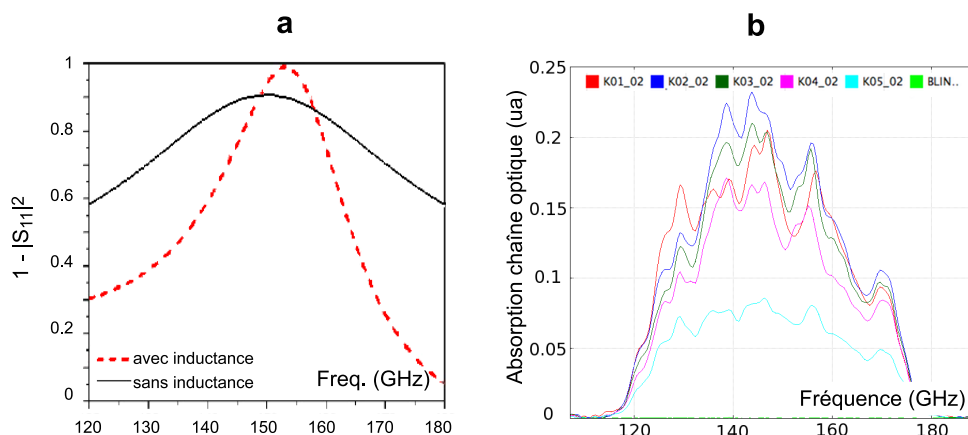 a
1 - |S11|²
1
0.8
0.6
0.4
0.2
0
avec inductance
sans inductance
Freq. (GHz)
120 130 140 150 160 170 180
b
Absorption chaîne optique (ua)
0.25
0.2
0.15
0.1
0.05
0
K01_02 K02_02 K03_02 K04_02 K05_02 BLIN..
Fréquence (GHz)
120 140 160 180